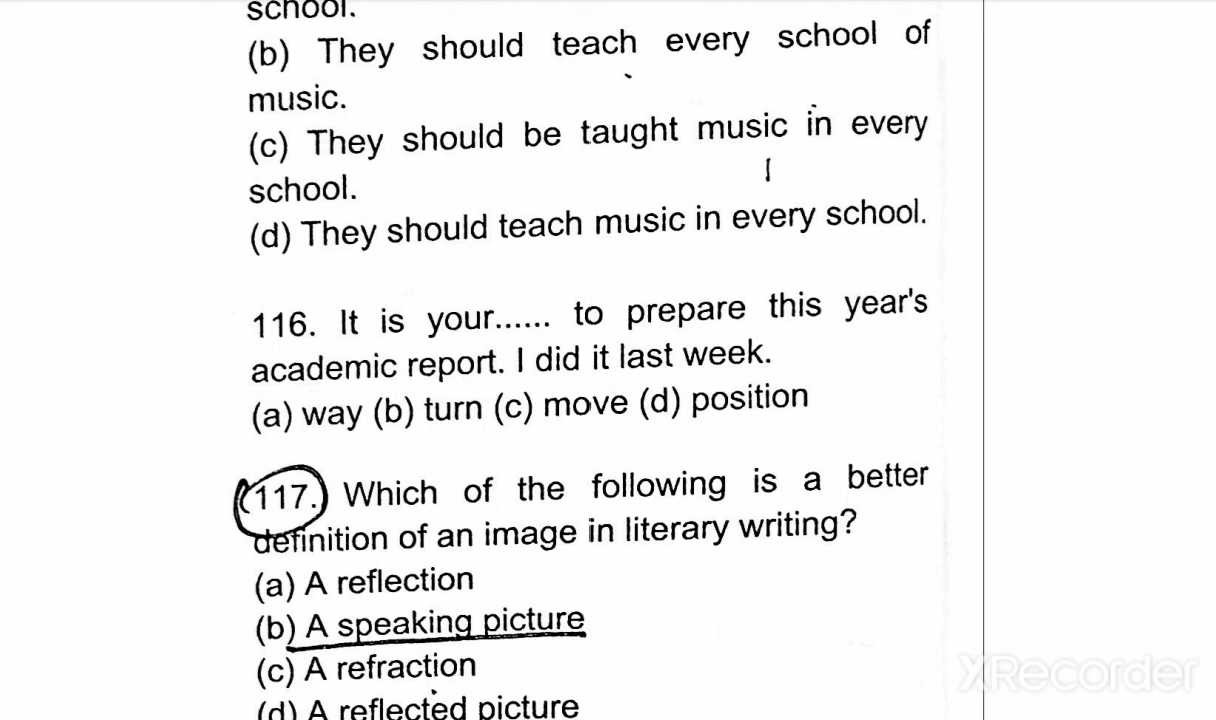 school.
(b) They should teach every school of
music.
(c) They should be taught music in every
school.
(d) They should teach music in every school.
116. It is your...... to prepare this year's
academic report. I did it last week.
(a) way (b) turn (c) move (d) position
117. Which of the following is a better
definition of an image in literary writing?
(a) A reflection
(b) A speaking picture
(c) A refraction
(d) A reflected picture
XRecorder